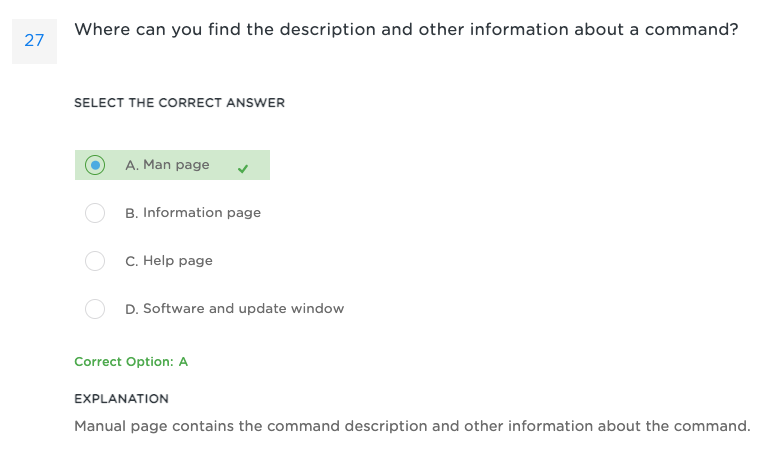 27
Where can you find the description and other information about a command?
SELECT THE CORRECT ANSWER
A. Man page
B. Information page
C. Help page
D. Software and update window
Correct Option: A
EXPLANATION
Manual page contains the command description and other information about the command.